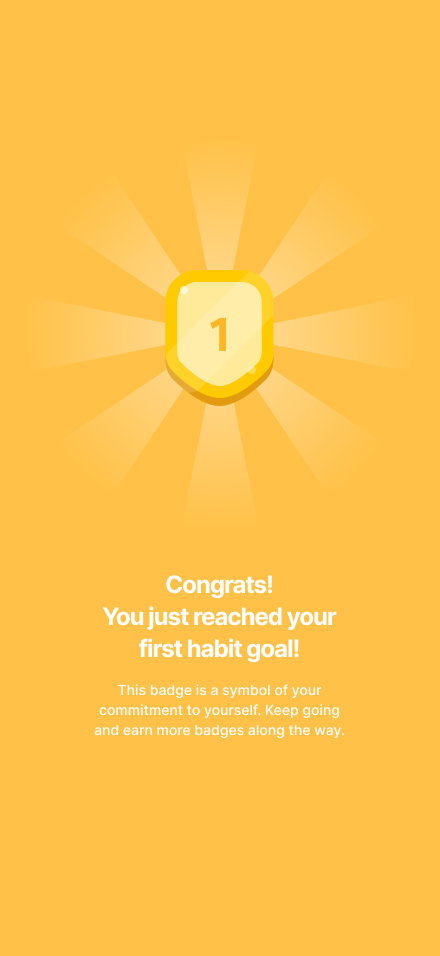 1
Congrats!
You just reached your
first habit goal!
This badge is a symbol of your
commitment to yourself. Keep going
and earn more badges along the way.